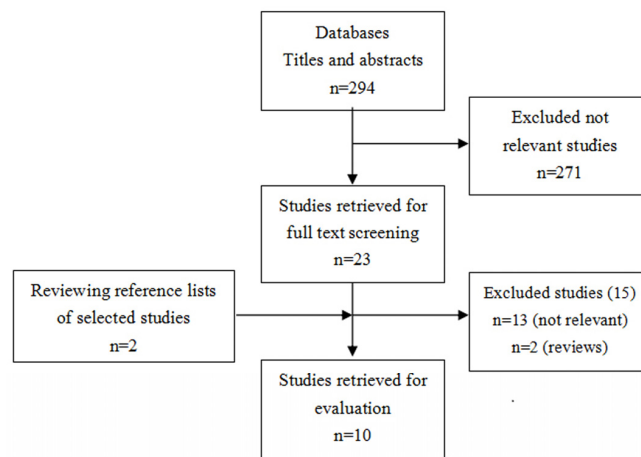 Databases
Titles and abstracts
n=294
Excluded not
relevant studies
n=271
Studies retrieved for
full text screening
n=23
Reviewing reference lists
of selected studies
n=2
Excluded studies (15)
n=13 (not relevant)
n=2 (reviews)
Studies retrieved for
evaluation
n=10